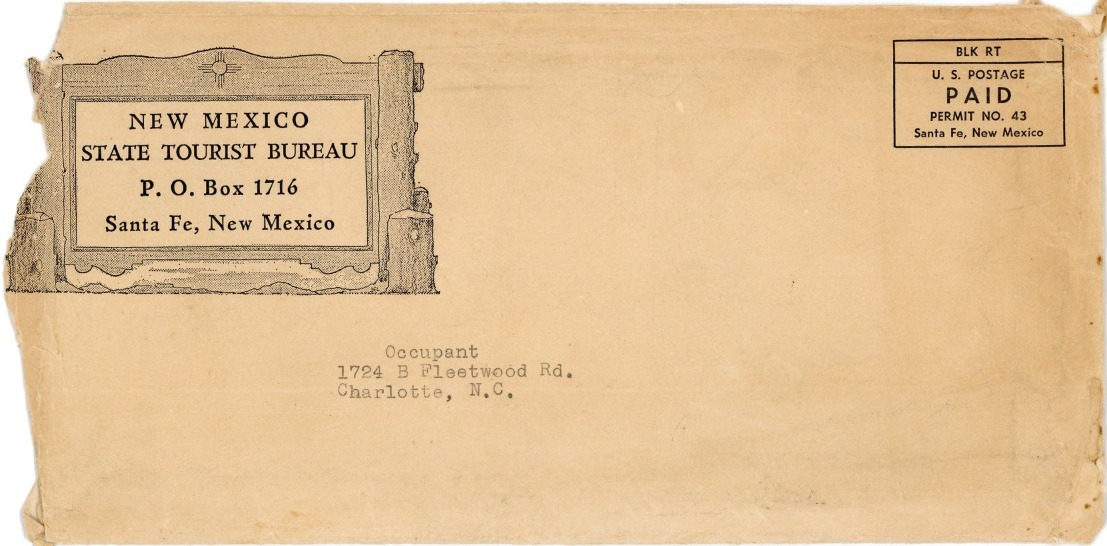 NEW MEXICO
STATE TOURIST BUREAU
P. O. Box 1716
Santa Fe, New Mexico
BLK RT
U. S. POSTAGE
PAID
PERMIT NO. 43
Santa Fe, New Mexico
Occupant
1724 B Fleetwood Rd.
Charlotte, N.C.